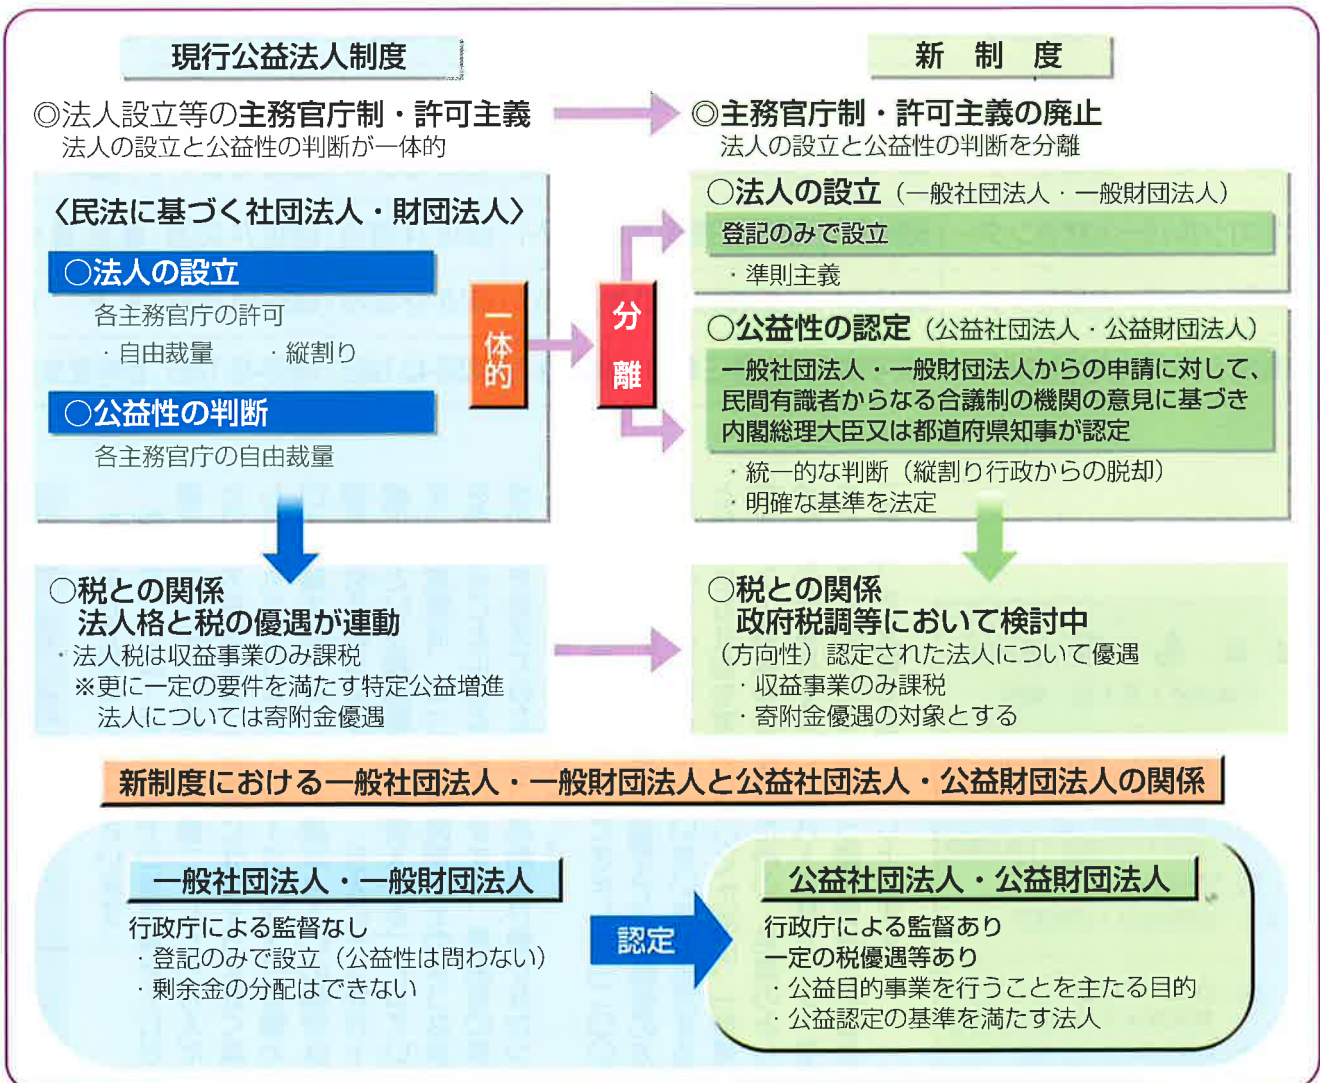 現行公益法人制度
◎法人設立等の主務官庁制・許可主義
法人の設立と公益性の判断が一体的
〈民法に基づく社団法人・財団法人〉
○法人の設立
各主務官庁の許可
・自由裁量 ・縦割り
○公益性の判断
各主務官庁の自由裁量
一体的
分離
○税との関係
法人格と税の優遇が連動
・法人税は収益事業のみ課税
※更に一定の要件を満たす特定公益増進
法人については寄附金優遇
新制度
◎主務官庁制・許可主義の廃止
法人の設立と公益性の判断を分離
○法人の設立（一般社団法人・一般財団法人）
登記のみで設立
・準則主義
○公益性の認定（公益社団法人・公益財団法人）
一般社団法人・一般財団法人からの申請に対して、
民間有識者からなる合議制の機関の意見に基づき
内閣総理大臣又は都道府県知事が認定
・統一的な判断（縦割り行政からの脱却）
・明確な基準を法定
○税との関係
政府税調等において検討中
（方向性）認定された法人について優遇
・収益事業のみ課税
・寄附金優遇の対象とする
新制度における一般社団法人・一般財団法人と公益社団法人・公益財団法人の関係
一般社団法人・一般財団法人
行政庁による監督なし
・登記のみで設立（公益性は問わない）
・剰余金の分配はできない
認定
公益社団法人・公益財団法人
行政庁による監督あり
一定の税優遇等あり
・公益目的事業を行うことを主たる目的
・公益認定の基準を満たす法人